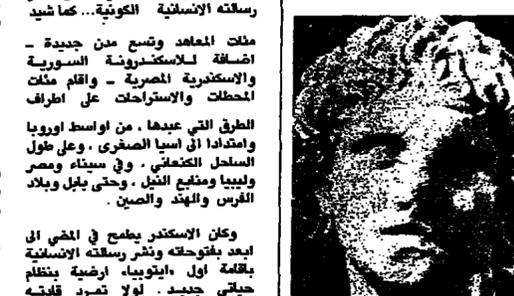 رسالته الانسانية الكونية... كما شيد
مئات المعاهد وتسع مدن جديدة ـ
اضافة للاسكندرونة السورية
والاسكندرية المصرية ـ واقام مئات
المحطات والاستراحات على اطراف
الطرق التي عبدها ، من اواسط اوروبا
وامتدادا الى اسيا الصغرى ، وعلى طول
الساحل الكنعاني ، وفي سيناء ومصر
وليبيا ومنابع النيل ، وحتى بابل وبلاد
الفرس والهند والصين .
وكان الاسكندر يطمح في المضي الى
ابعد بفتوحاته ونشر رسالته الانسانية
باقامة اول «ايتوبيا» ارضية بنظام
حياتي جديد . لولا تمرد قادته